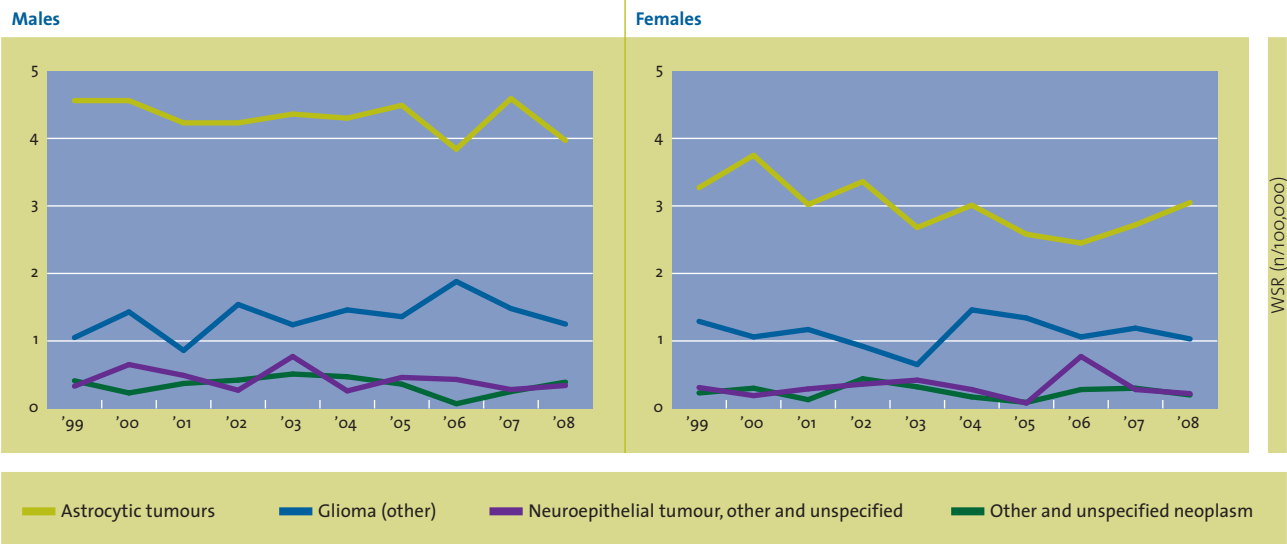 Males
Females
5
4
3
2
1
0
'99 '00 '01 '02 '03 '04 '05 '06 '07 '08
5
4
3
2
1
0
'99 '00 '01 '02 '03 '04 '05 '06 '07 '08
WSR (n/100,000)
Astrocytic tumours Glioma (other) Neuroepithelial tumour, other and unspecified Other and unspecified neoplasm